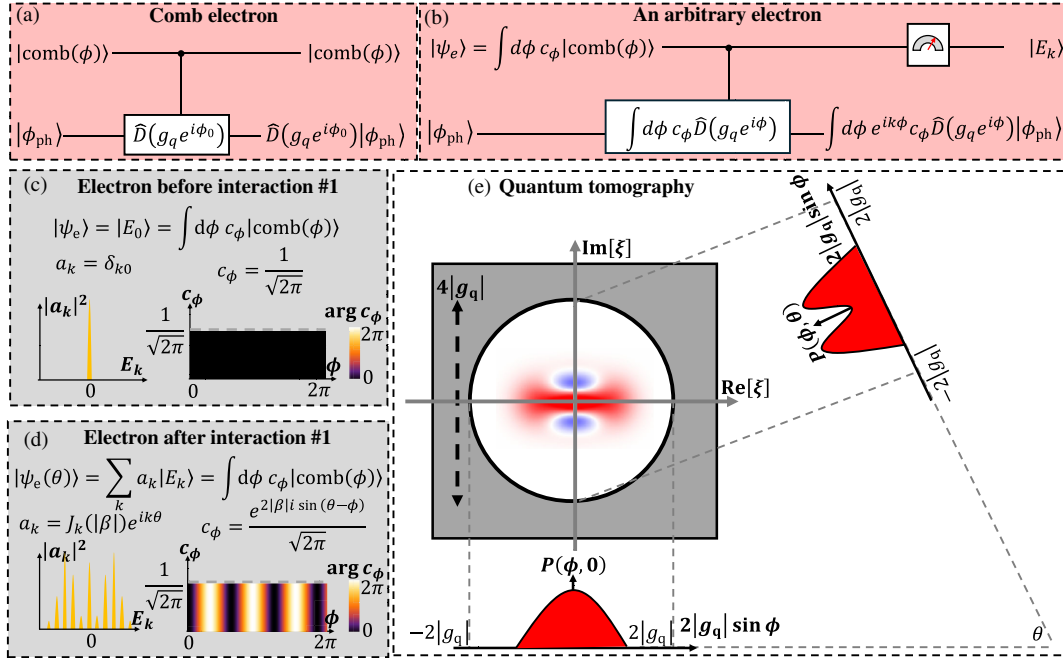 (a) Comb electron
|comb(ϕ)⟩ |comb(ϕ)⟩
|ϕ_ph⟩ D̂(g_q e^{iϕ_0}) D̂(g_q e^{iϕ_0})|ϕ_ph⟩
(b) An arbitrary electron
|ψ_e⟩ = ∫ dϕ c_ϕ|comb(ϕ)⟩ |E_k⟩
|ϕ_ph⟩ ∫ dϕ c_ϕ D̂(g_q e^{iϕ}) ∫ dϕ e^{ikϕ} c_ϕ D̂(g_q e^{iϕ})|ϕ_ph⟩
(c) Electron before interaction #1
|ψ_e⟩ = |E_0⟩ = ∫ dϕ c_ϕ|comb(ϕ)⟩
a_k = δ_{k0} c_ϕ = 1/√2π
|a_k|^2 c_ϕ arg c_ϕ
1/√2π 2π
E_k ϕ 0
0 0 2π
(d) Electron after interaction #1
|ψ_e(θ)⟩ = ∑_k a_k|E_k⟩ = ∫ dϕ c_ϕ|comb(ϕ)⟩
a_k = J_k(|β|)e^{ikθ} c_ϕ = e^{2|β|i sin (θ−ϕ)}/√2π
|a_k|^2 c_ϕ arg c_ϕ
1/√2π 2π
E_k ϕ 0
0 0 2π
(e) Quantum tomography
Im[ξ]
4|g_q|
Re[ξ]
2|g_q| sin ϕ
2|g_q|
P(ϕ, θ)
−2|g_q|
P(ϕ, 0)
−2|g_q| 2|g_q| 2|g_q| sin ϕ
θ